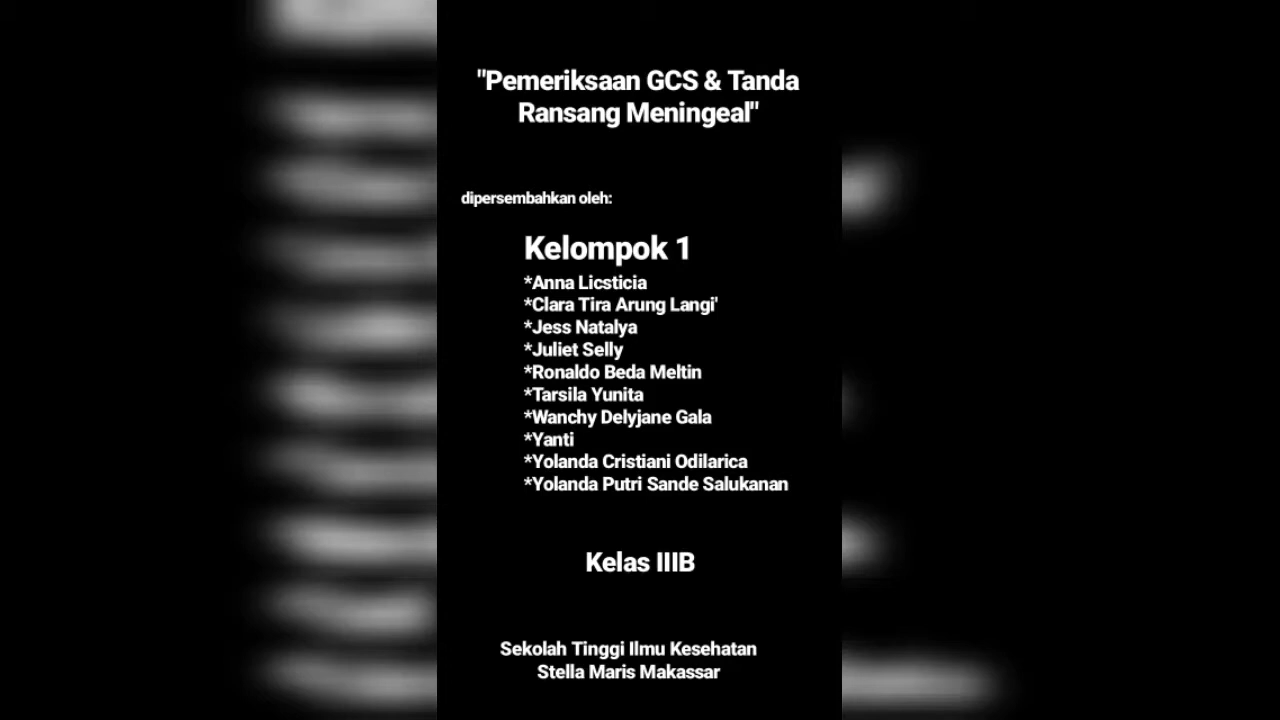 "Pemeriksaan GCS & Tanda
Ransang Meningeal"
dipersembahkan oleh:
Kelompok 1
*Anna Licsticia
*Clara Tira Arung Langi'
*Jess Natalya
*Juliet Selly
*Ronaldo Beda Meltin
*Tarsila Yunita
*Wanchy Delyjane Gala
*Yanti
*Yolanda Cristiani Odilarica
*Yolanda Putri Sande Salukanan
Kelas IIIB
Sekolah Tinggi Ilmu Kesehatan
Stella Maris Makassar